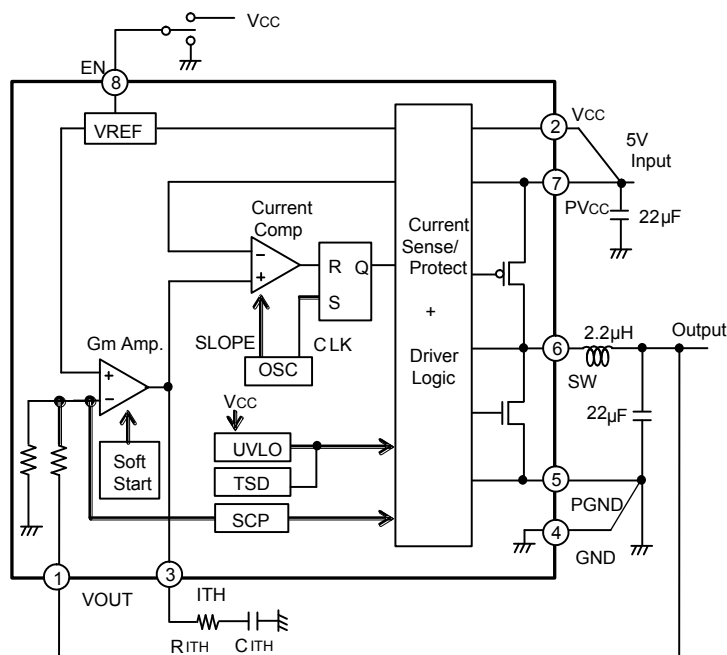 VCC
EN
8
VREF
VCC
2
5V
Input
7
PVCC
22µF
Current
Comp
−
+
R Q
S
Current
Sense/
Protect
+
Driver
Logic
SLOPE
CLK
OSC
6
2.2µH
Output
SW
22µF
Gm Amp.
+
−
Soft
Start
VCC
UVLO
TSD
SCP
5
PGND
4
GND
1
VOUT
3
ITH
RITH
CITH